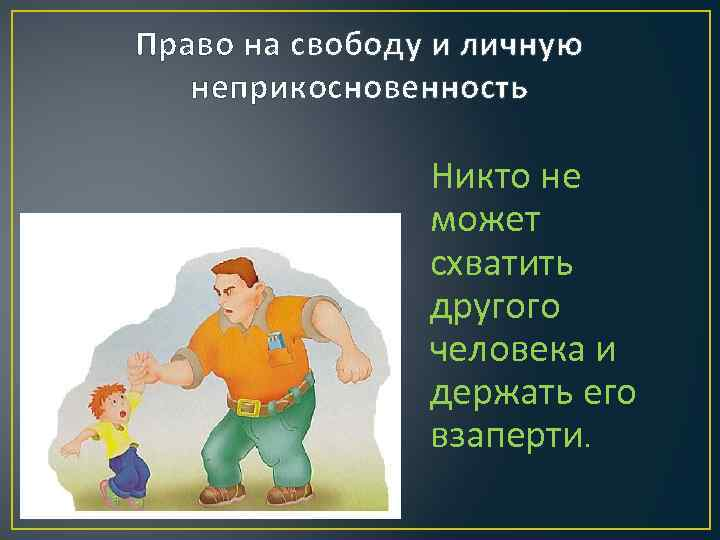 Право на свободу и личную
неприкосновенность
Никто не
может
схватить
другого
человека и
держать его
взаперти.